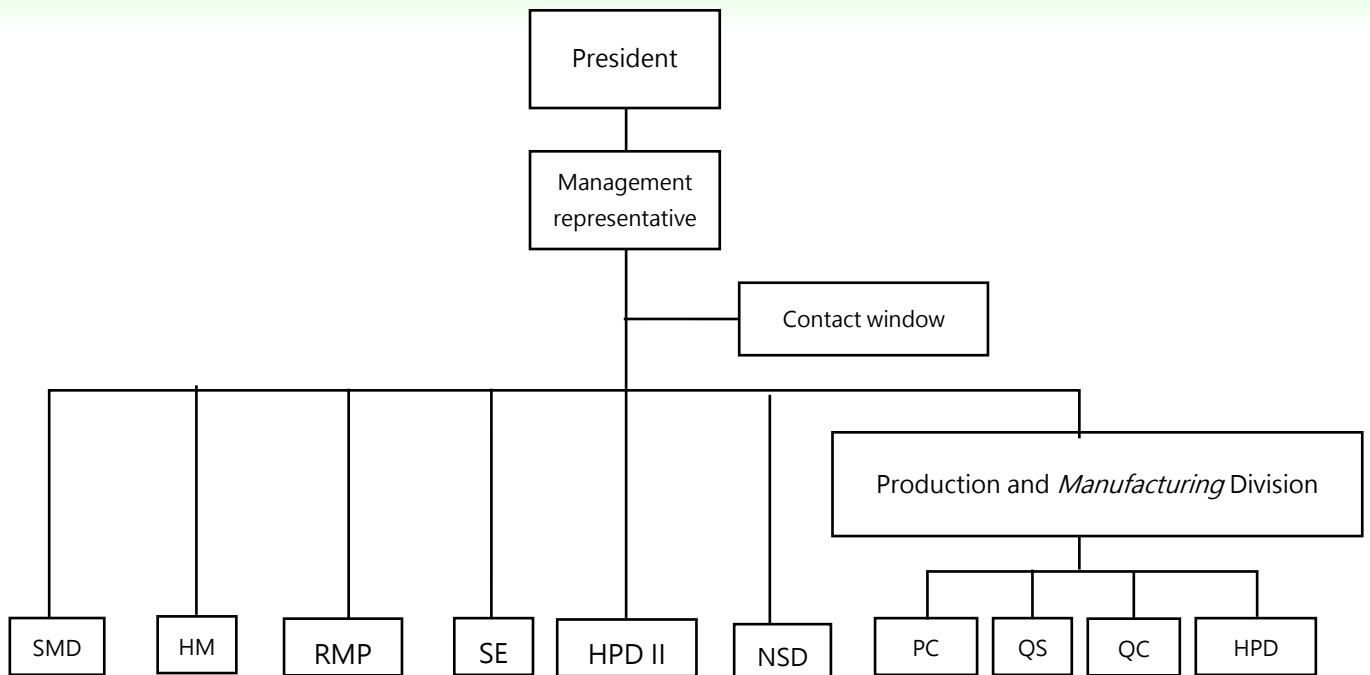 President
Management
representative
Contact window
Production and Manufacturing Division
SMD
HM
RMP
SE
HPD II
NSD
PC
QS
QC
HPD